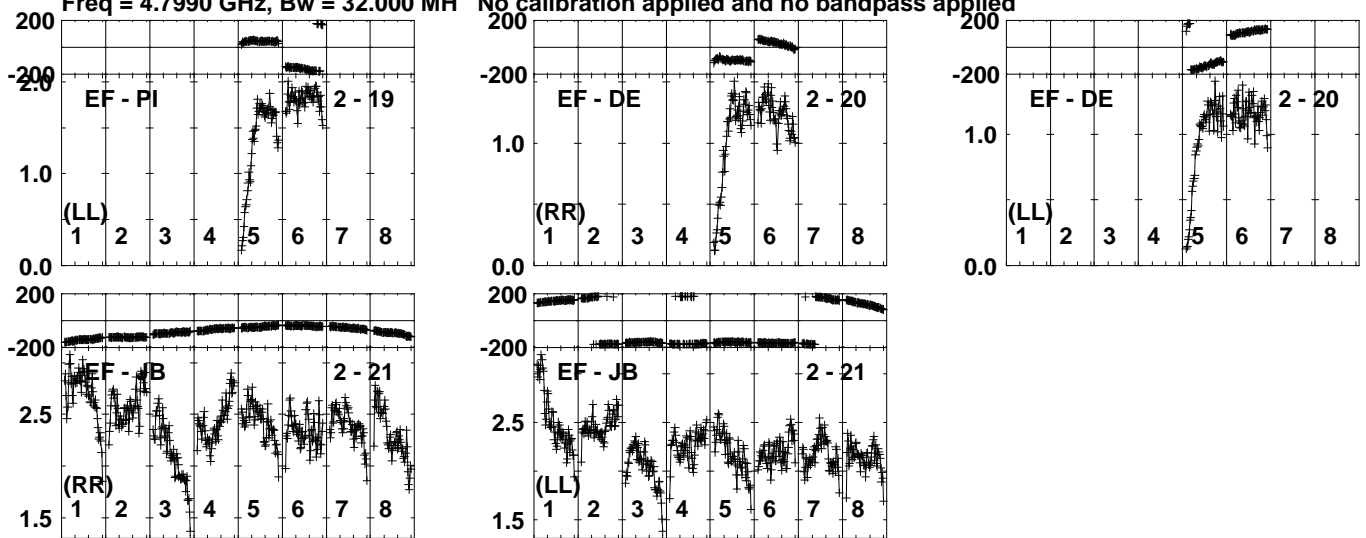 Freq = 4.7990 GHz, Bw = 32.000 MH No calibration applied and no bandpass applied
200
-200
2.0
1.0
0.0
EF - PI 2 - 19
(LL)
1 2 3 4 5 6 7 8
200
-200
1.0
0.0
EF - DE 2 - 20
(RR)
1 2 3 4 5 6 7 8
200
-200
1.0
0.0
EF - DE 2 - 20
(LL)
1 2 3 4 5 6 7 8
200
-200
2.5
1.5
EF - JB 2 - 21
(RR)
1 2 3 4 5 6 7 8
200
-200
2.5
1.5
EF - JB 2 - 21
(LL)
1 2 3 4 5 6 7 8